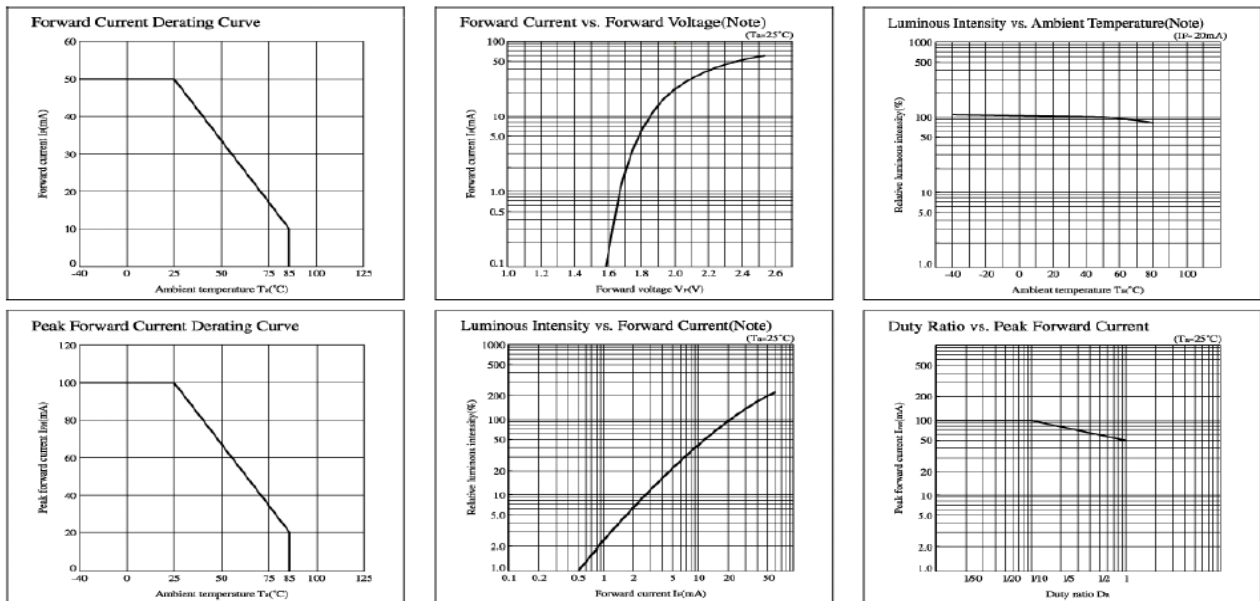 Forward Current Derating Curve
60
50
40
30
20
10
0
Forward current IF(mA)
-40 0 25 50 75 85 100 125
Ambient temperature Ta(°C)
Forward Current vs. Forward Voltage(Note)
(Ta=25°C)
100
50
10
5.0
1.0
0.5
0.1
Forward current IF(mA)
1.0 1.2 1.4 1.6 1.8 2.0 2.2 2.4 2.6
Forward voltage VF(V)
Luminous Intensity vs. Ambient Temperature(Note)
(IF=20mA)
1000
500
100
10
5.0
1.0
Relative luminous intensity(%)
-40 -20 0 20 40 60 80 100
Ambient temperature Ta(°C)
Peak Forward Current Derating Curve
120
100
80
60
40
20
0
Peak forward current IFM(mA)
-40 0 25 50 75 85 100 125
Ambient temperature Ta(°C)
Luminous Intensity vs. Forward Current(Note)
(Ta=25°C)
1000
500
200
100
50
20
10
5.0
2.0
1.0
Relative luminous intensity(%)
0.1 0.2 0.5 1 2 5 10 20 50
Forward current IF(mA)
Duty Ratio vs. Peak Forward Current
(Ta=25°C)
500
200
100
50
20
10
5.0
2.0
1.0
Peak forward current IFM(mA)
1/50 1/20 1/10 1/5 1/2 1
Duty ratio DR